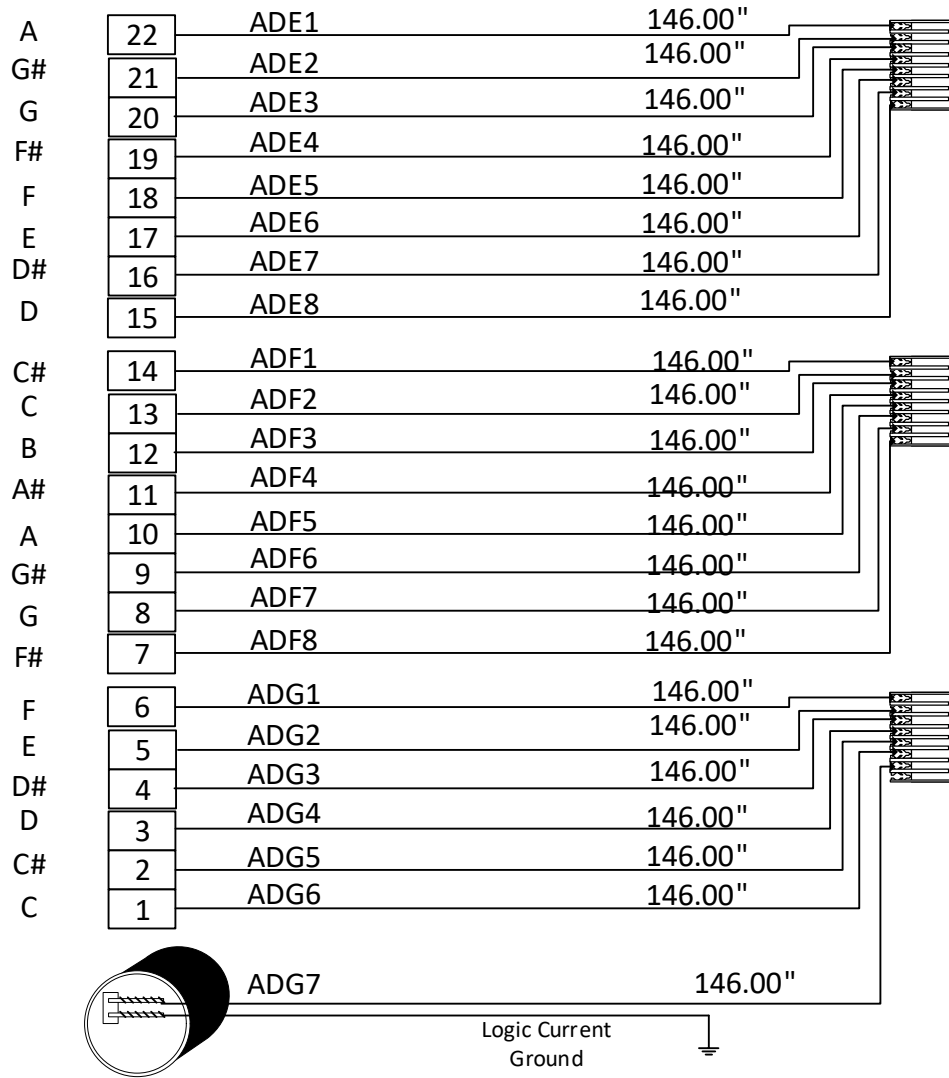 A 22 ADE1 146.00"
G# 21 ADE2 146.00"
G 20 ADE3 146.00"
F# 19 ADE4 146.00"
F 18 ADE5 146.00"
E 17 ADE6 146.00"
D# 16 ADE7 146.00"
D 15 ADE8 146.00"
C# 14 ADF1 146.00"
C 13 ADF2 146.00"
B 12 ADF3 146.00"
A# 11 ADF4 146.00"
A 10 ADF5 146.00"
G# 9 ADF6 146.00"
G 8 ADF7 146.00"
F# 7 ADF8 146.00"
F 6 ADG1 146.00"
E 5 ADG2 146.00"
D# 4 ADG3 146.00"
D 3 ADG4 146.00"
C# 2 ADG5 146.00"
C 1 ADG6 146.00"
ADG7 146.00"
Logic Current
Ground